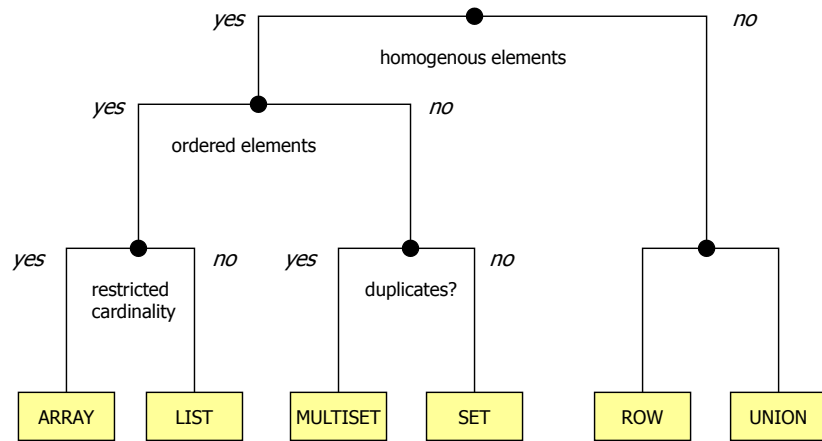 yes
no
homogenous elements
yes
no
ordered elements
yes
no
yes
no
restricted
cardinality
duplicates?
ARRAY
LIST
MULTISET
SET
ROW
UNION